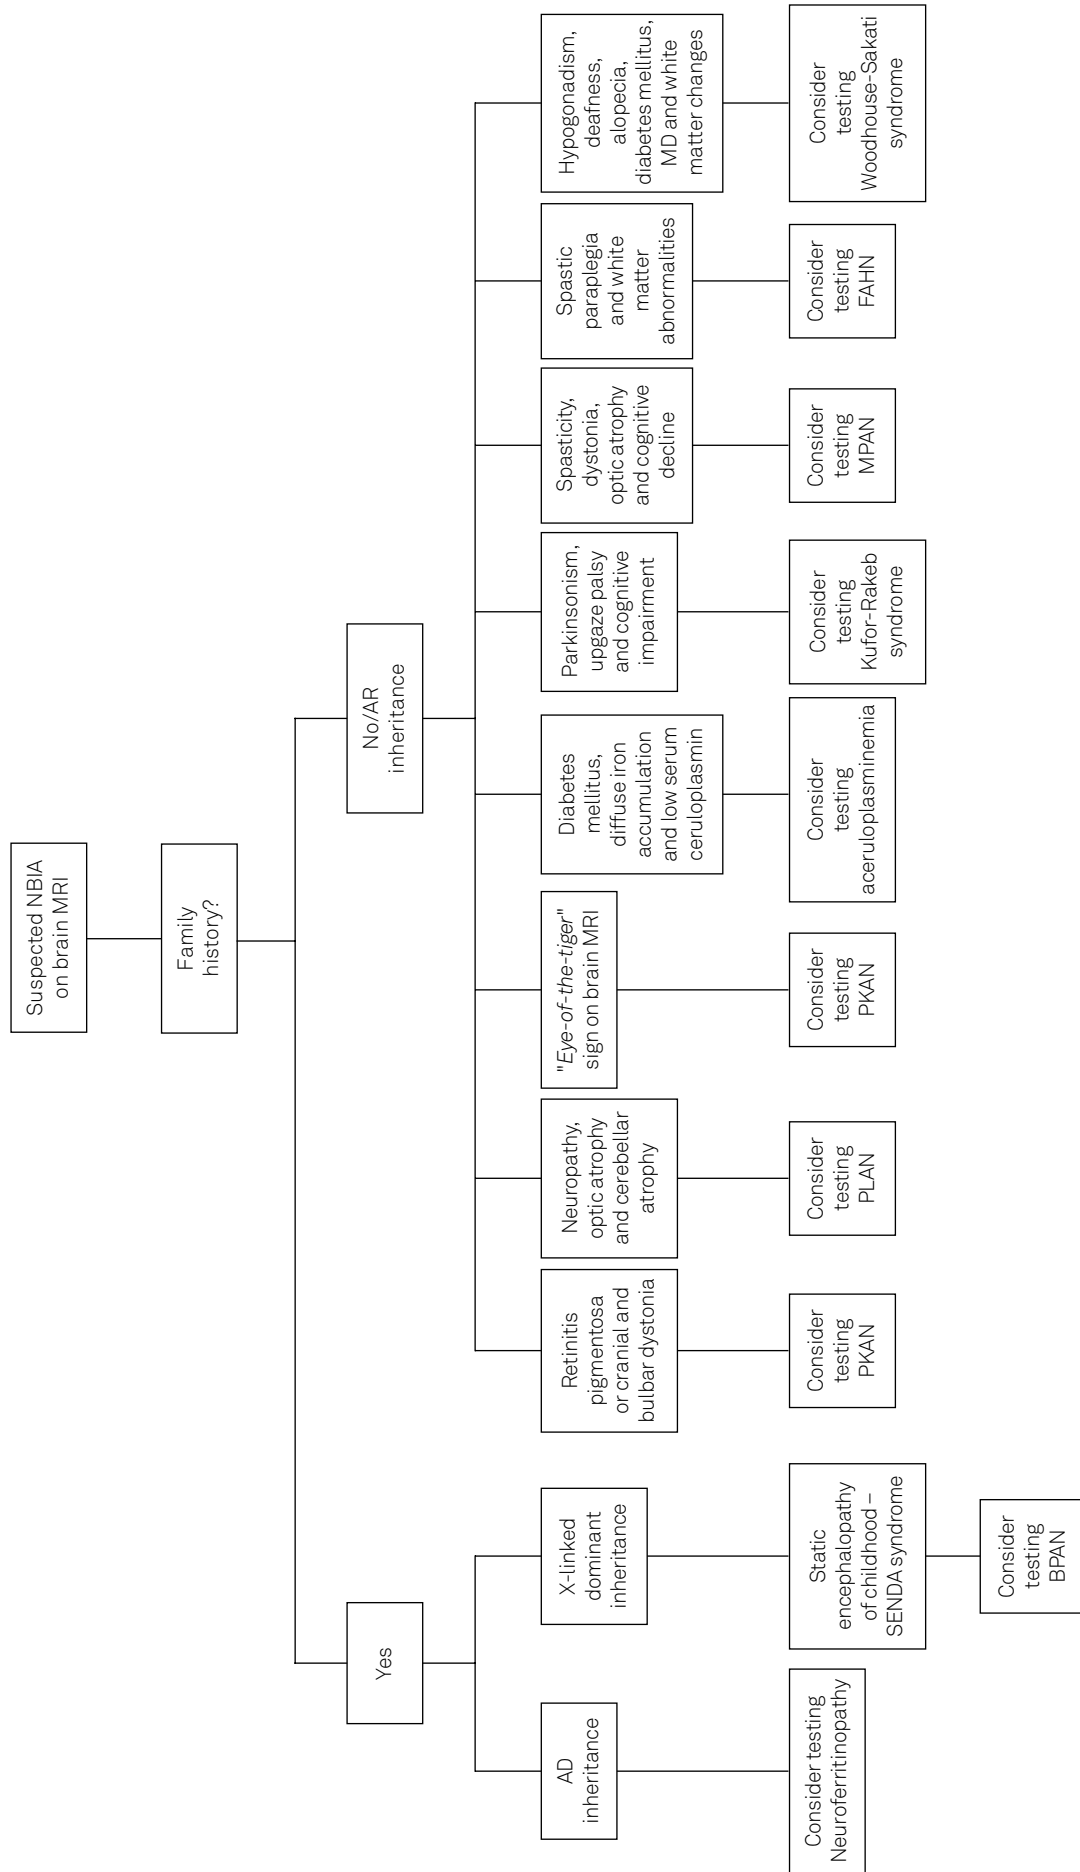 Suspected NBIA
on brain MRI
Family
history?
Yes
No/AR
inheritance
AD
inheritance
X-linked
dominant
inheritance
Retinitis
pigmentosa
or cranial and
bulbar dystonia
Neuropathy,
optic atrophy
and cerebellar
atrophy
"Eye-of-the-tiger"
sign on brain MRI
Diabetes
mellitus,
diffuse iron
accumulation
and low serum
ceruloplasmin
Parkinsonism,
upgaze palsy
and cognitive
impairment
Spasticity,
dystonia,
optic atrophy
and cognitive
decline
Spastic
paraplegia
and white
matter
abnormalities
Hypogonadism,
deafness,
alopecia,
diabetes mellitus,
MD and white
matter changes
Consider testing
Neuroferritinopathy
Static
encephalopathy
of childhood –
SENDA syndrome
Consider
testing
PKAN
Consider
testing
PLAN
Consider
testing
PKAN
Consider
testing
aceruloplasminemia
Consider
testing
Kufor-Rakeb
syndrome
Consider
testing
MPAN
Consider
testing
FAHN
Consider
testing
Woodhouse-Sakati
syndrome
Consider
testing
BPAN